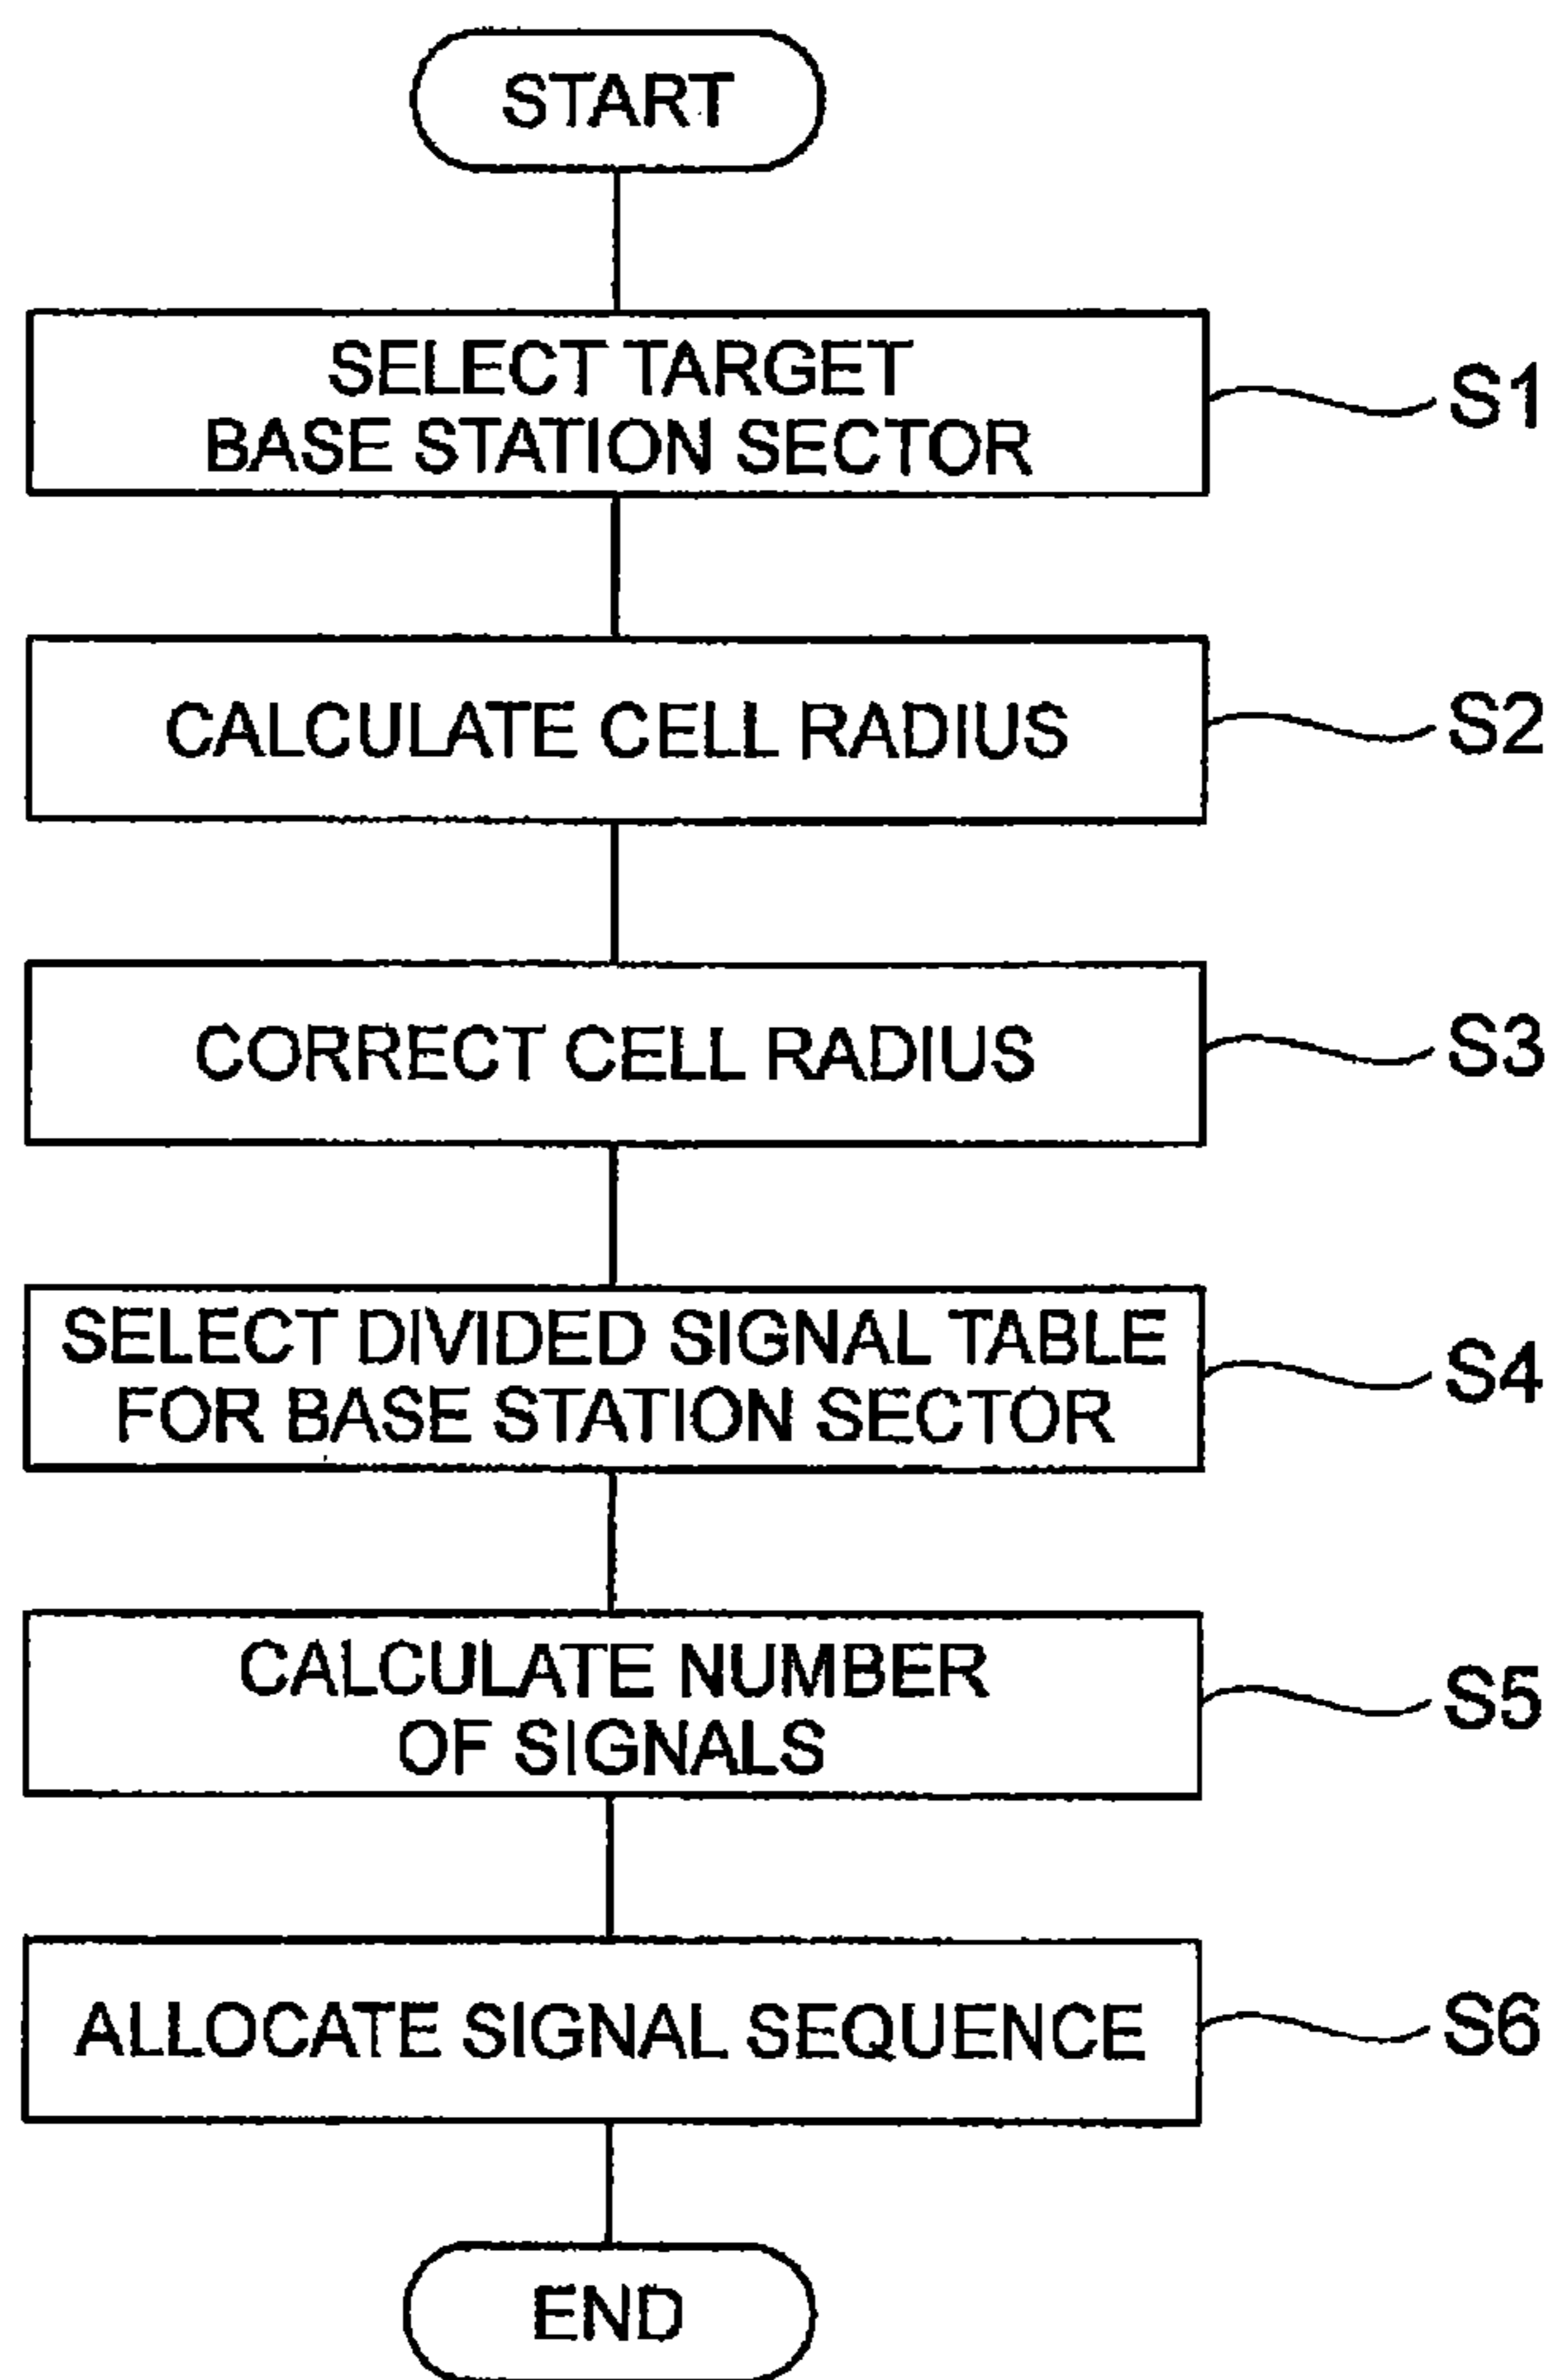 START
SELECT TARGET
BASE STATION SECTOR
S1
CALCULATE CELL RADIUS
S2
CORRECT CELL RADIUS
S3
SELECT DIVIDED SIGNAL TABLE
FOR BASE STATION SECTOR
S4
CALCULATE NUMBER
OF SIGNALS
S5
ALLOCATE SIGNAL SEQUENCE
S6
END